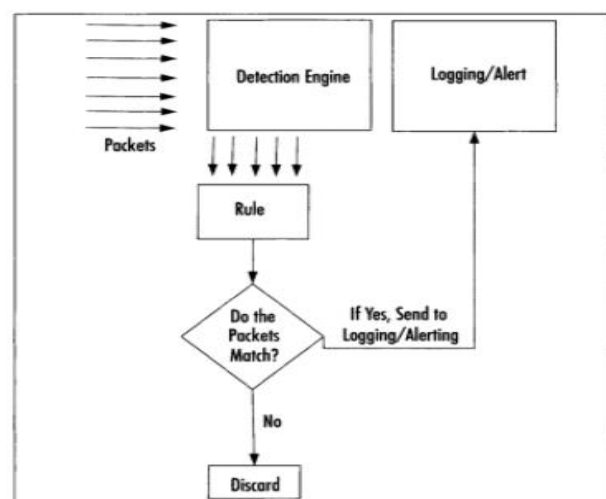 Detection Engine
Logging/Alert
Packets
Rule
Do the
Packets
Match?
If Yes, Send to
Logging/Alerting
No
Discard